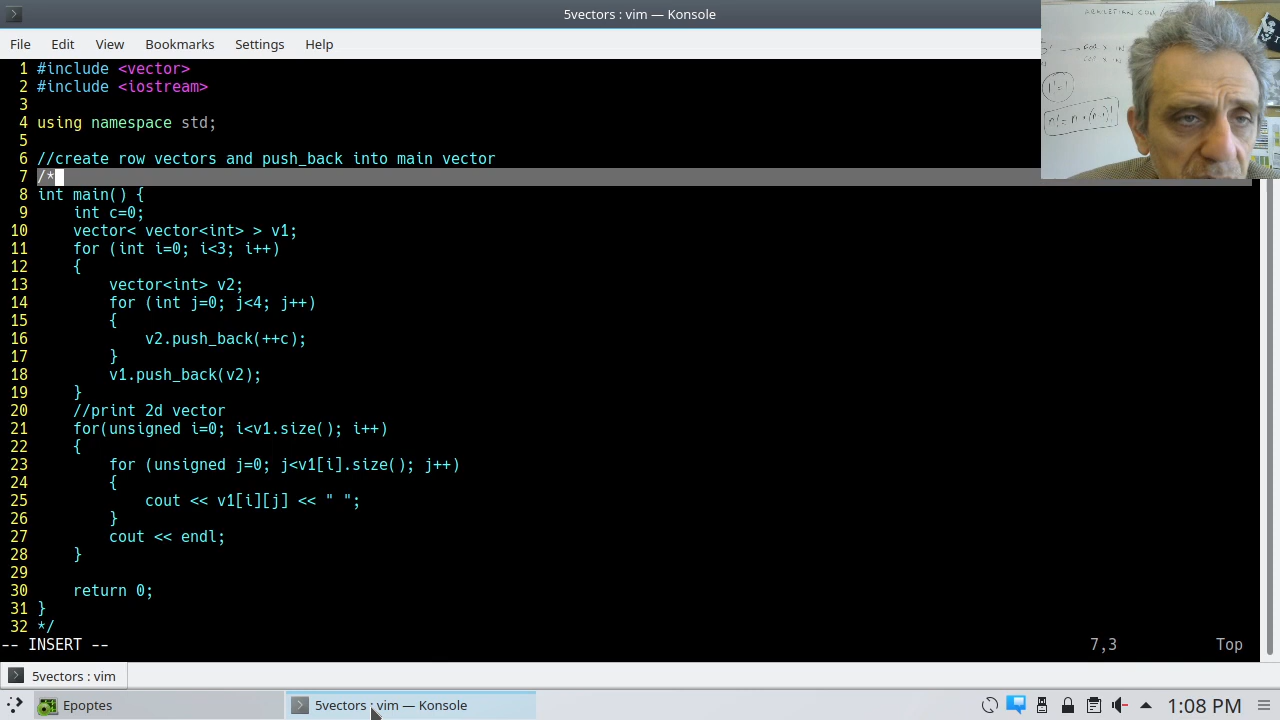 5vectors : vim — Konsole
File Edit View Bookmarks Settings Help
1 #include <vector>
2 #include <iostream>
3
4 using namespace std;
5
6 //create row vectors and push_back into main vector
7 /*
8 int main() {
9     int c=0;
10     vector< vector<int> > v1;
11     for (int i=0; i<3; i++)
12     {
13         vector<int> v2;
14         for (int j=0; j<4; j++)
15         {
16             v2.push_back(++c);
17         }
18         v1.push_back(v2);
19     }
20     //print 2d vector
21     for(unsigned i=0; i<v1.size(); i++)
22     {
23         for (unsigned j=0; j<v1[i].size(); j++)
24         {
25             cout << v1[i][j] << " ";
26         }
27         cout << endl;
28     }
29
30     return 0;
31 }
32 */
-- INSERT -- 7,3 Top
5vectors : vim
Epoptes 5vectors : vim — Konsole 1:08 PM